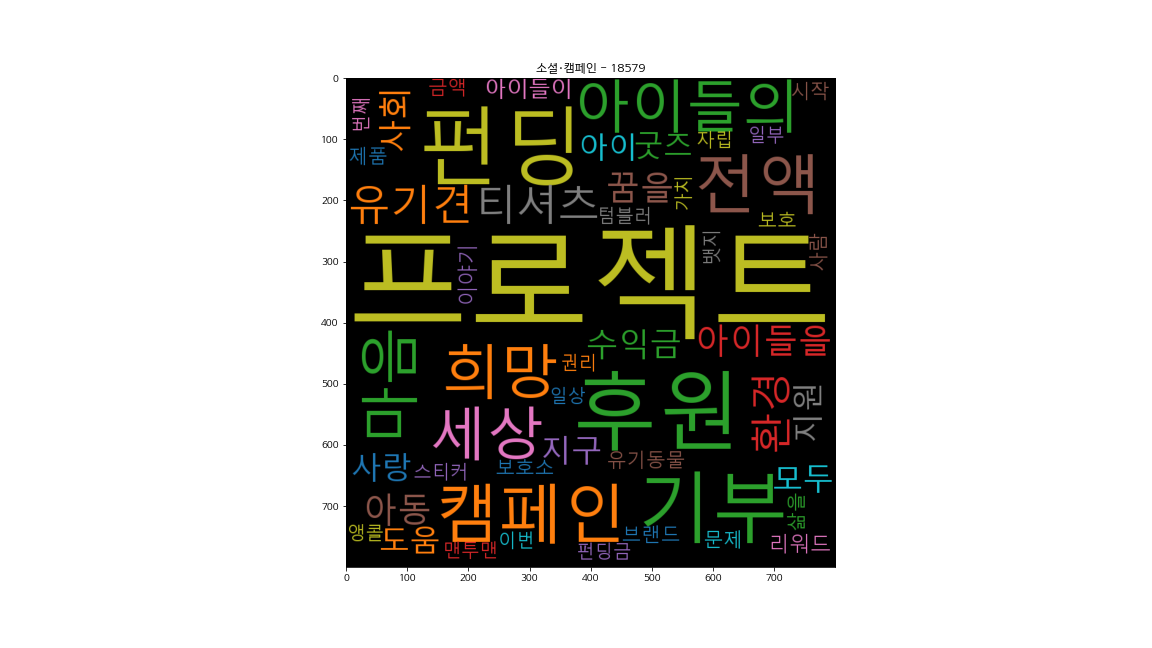 소셜·캠페인 - 18579
0
100
200
300
400
500
600
700
0 100 200 300 400 500 600 700
금액 아이들이 아이들의 시작
번째 사회 펀딩 아이 굿즈 자립 일부
제품
유기견 티셔츠 꿈을 가치 전액
텀블러 보호
프로젝트 이야기 뱃지 사람
몸음 수익금 아이들을
희망 권리
일상 후원 환경 지원
세상 지구
사랑 스티커 보호소 유기동물 모두
아동 캠페인 기부 삶을
앵콜 도움 맨투맨 이번 펀딩금 브랜드 문제 리워드